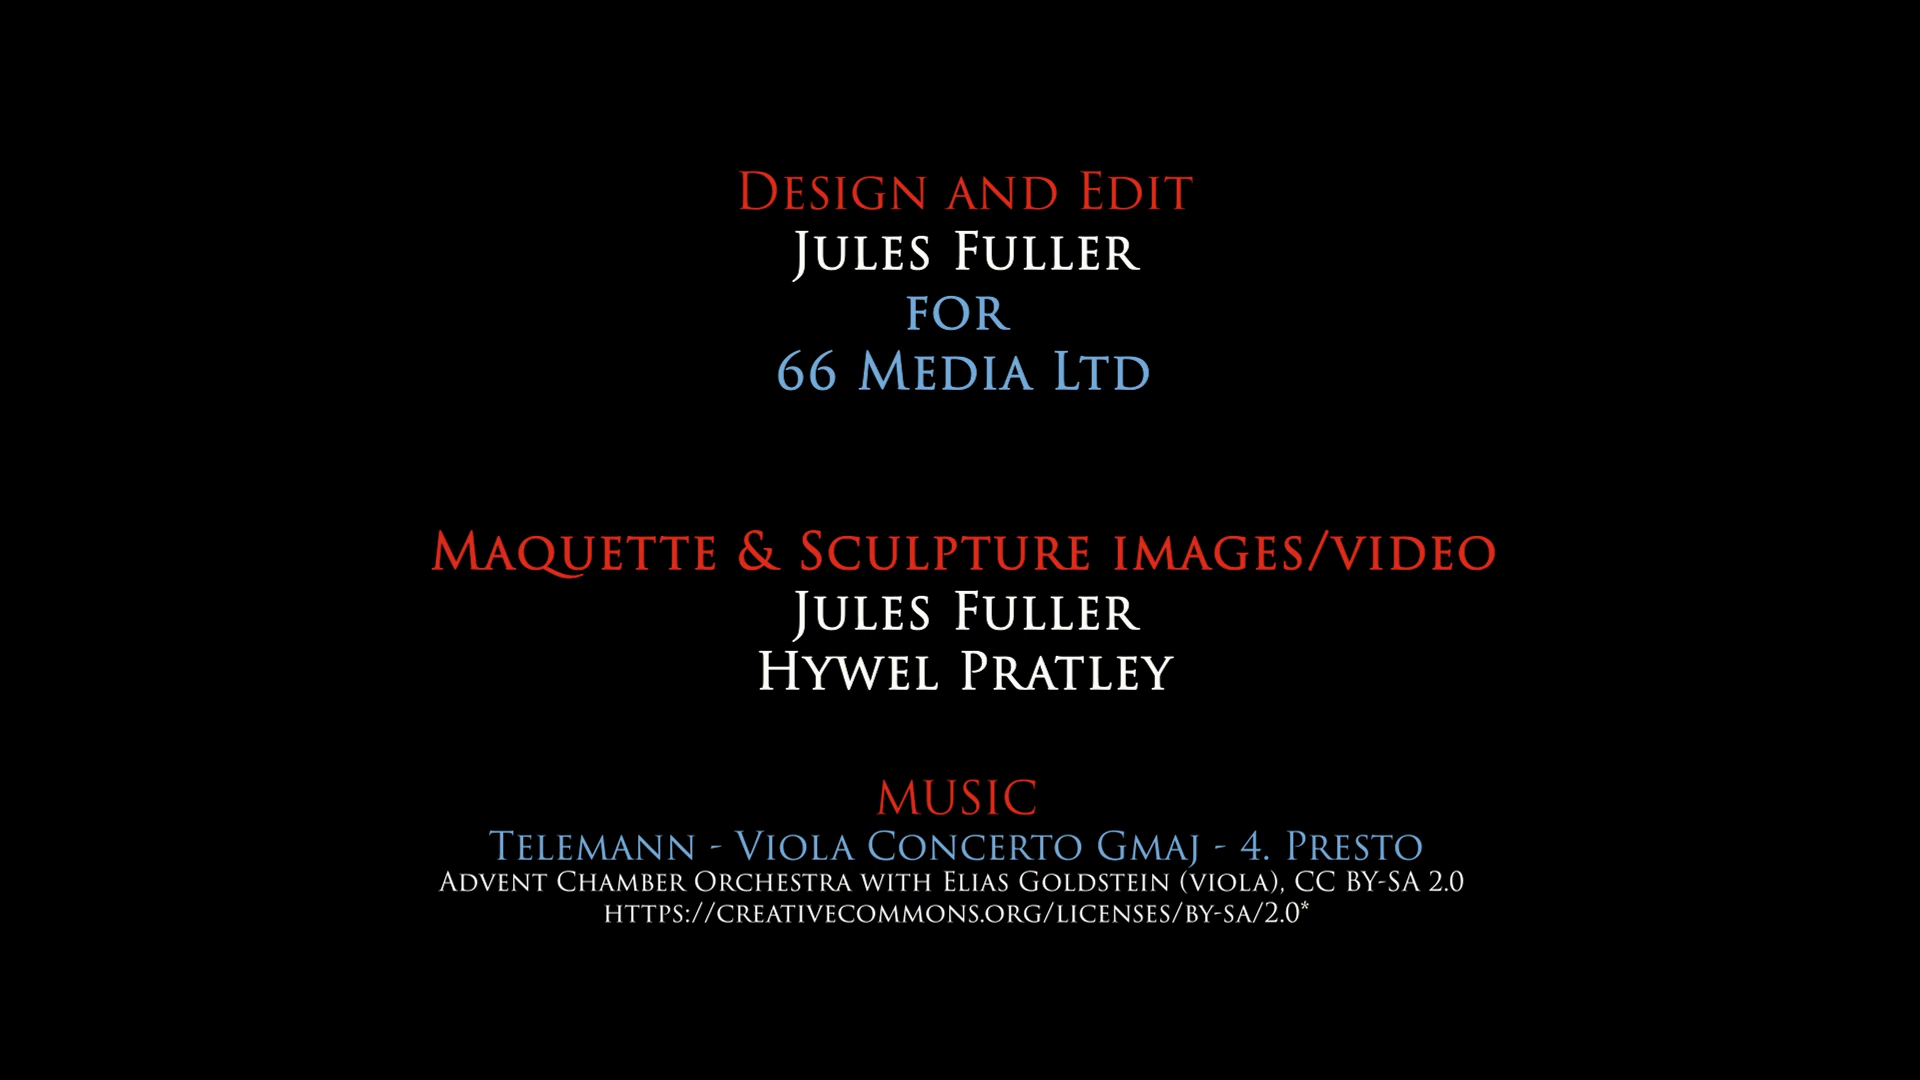 Design and Edit
Jules Fuller
for
66 Media Ltd
Maquette & Sculpture images/video
Jules Fuller
Hywel Pratley
MUSIC
Telemann - Viola Concerto Gmaj - 4. Presto
Advent Chamber Orchestra with Elias Goldstein (viola), CC BY-SA 2.0
https://creativecommons.org/licenses/by-sa/2.0*